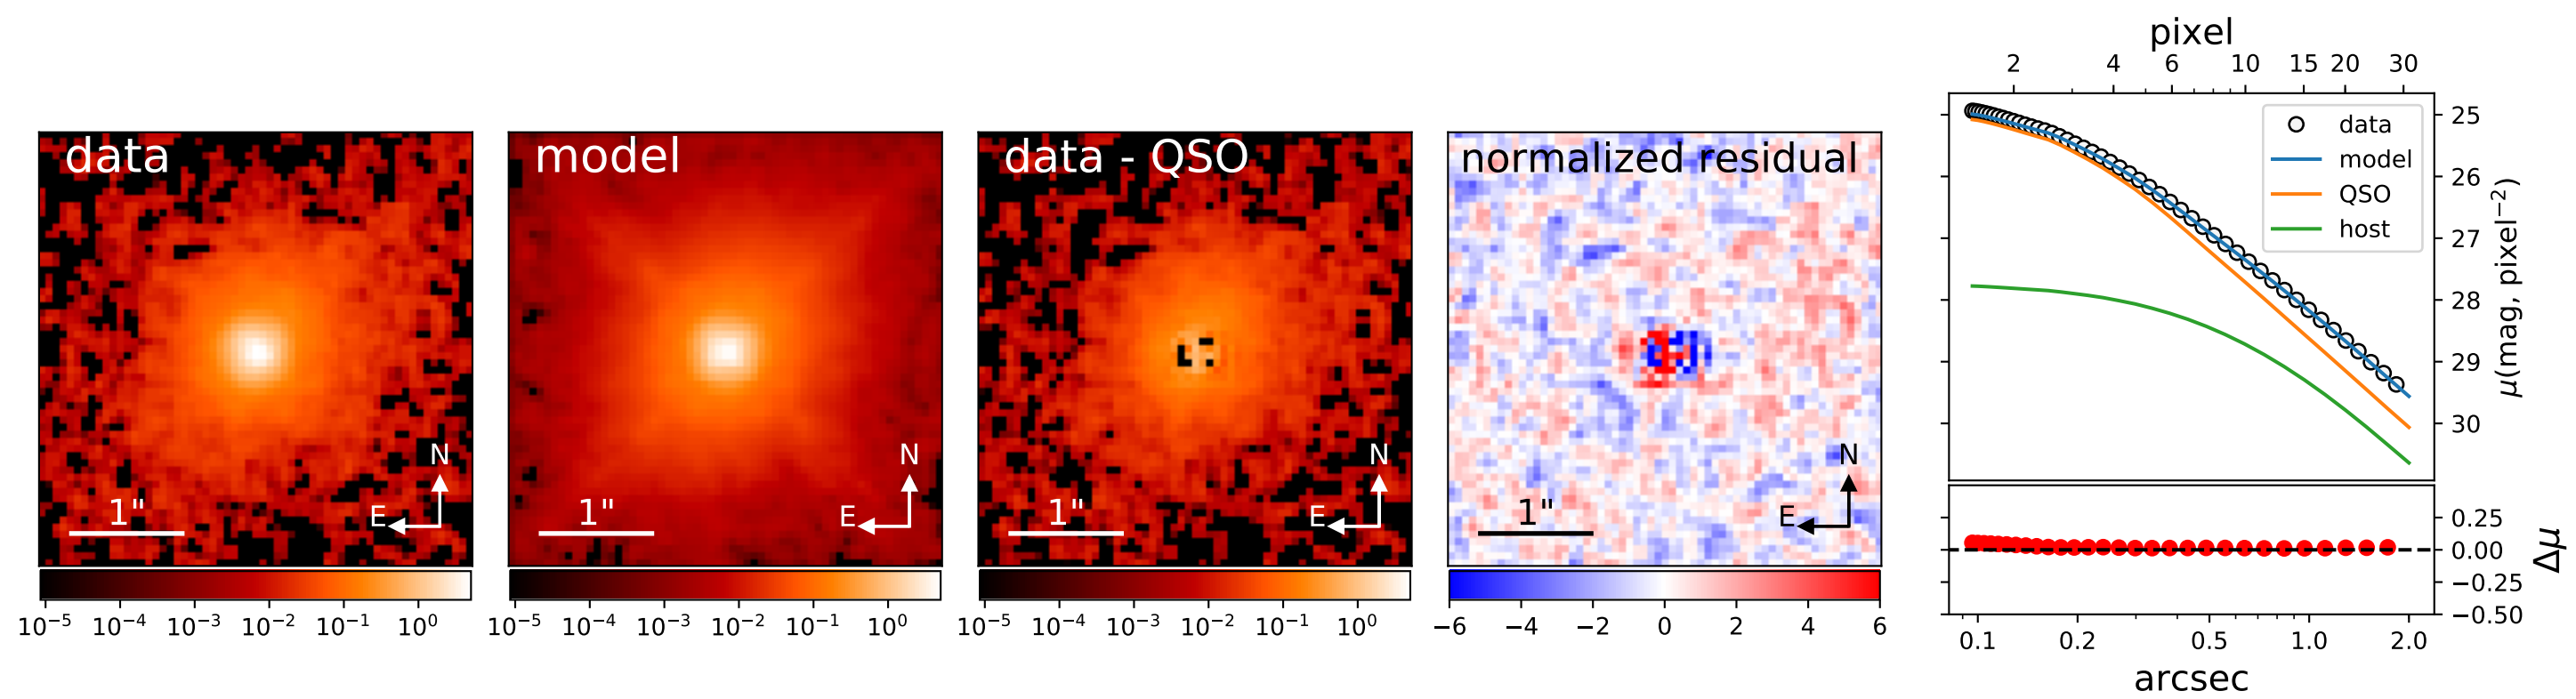 data
N
E
1"
10⁻⁵ 10⁻⁴ 10⁻³ 10⁻² 10⁻¹ 10⁰
model
N
E
1"
10⁻⁵ 10⁻⁴ 10⁻³ 10⁻² 10⁻¹ 10⁰
data - QSO
N
E
1"
10⁻⁵ 10⁻⁴ 10⁻³ 10⁻² 10⁻¹ 10⁰
normalized residual
N
E
1"
−6 −4 −2 0 2 4 6
pixel
2 4 6 10 15 20 30
data
model
QSO
host
25
26
27
28
29
30
μ(mag, pixel⁻²)
0.25
0.00
−0.25
−0.50
Δμ
0.1 0.2 0.5 1.0 2.0
arcsec